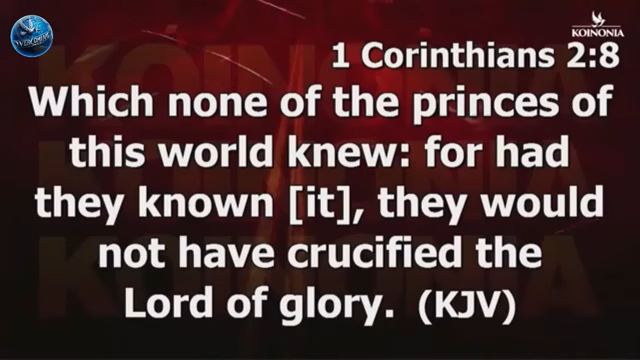 KOINONIA
1 Corinthians 2:8
Which none of the princes of
this world knew: for had
they known [it], they would
not have crucified the
Lord of glory. (KJV)